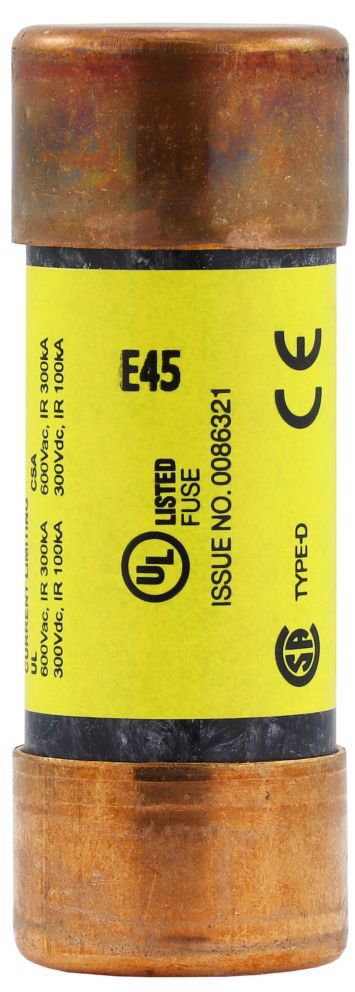 E45
CURRENT LIMITING
UL
600Vac, IR 300kA
300Vdc, IR 100kA
CSA
600Vac, IR 300kA
300Vdc, IR 100kA
UL
LISTED
FUSE
ISSUE NO. 0086321
CE
SA
TYPE-D